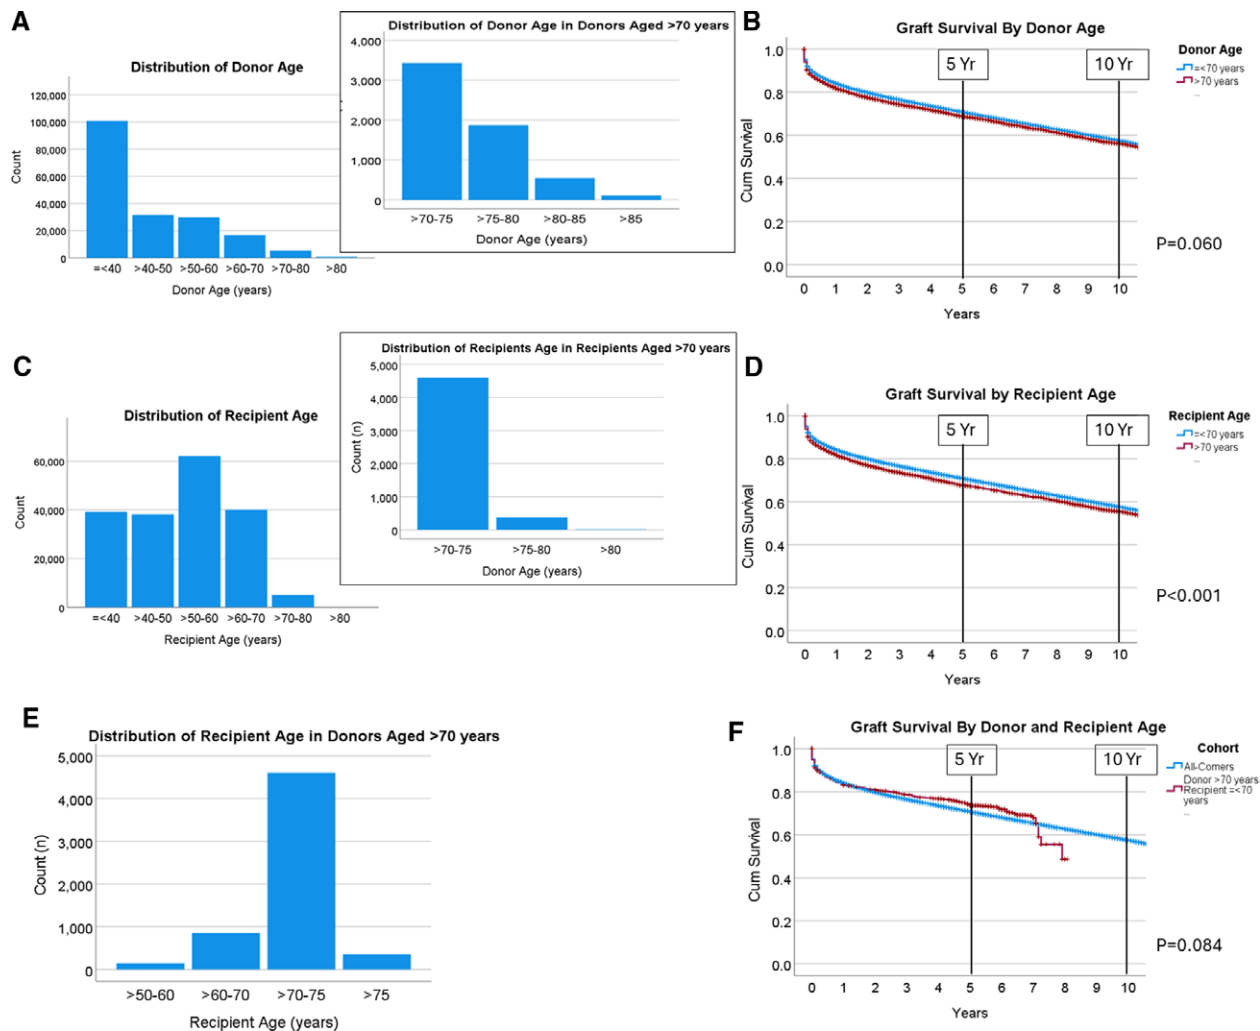 A
Distribution of Donor Age
Count
120,000
100,000
80,000
60,000
40,000
20,000
0
=<40 >40-50 >50-60 >60-70 >70-80 >80
Donor Age (years)
Distribution of Donor Age in Donors Aged >70 years
4,000
3,000
2,000
1,000
0
>70-75 >75-80 >80-85 >85
Donor Age (years)
B
Graft Survival By Donor Age
Cum Survival
1.0
0.8
0.6
0.4
0.2
0.0
5 Yr 10 Yr
0 1 2 3 4 5 6 7 8 9 10
Years
Donor Age
=<70 years
>70 years
...
P=0.060
C
Distribution of Recipient Age
Count
60,000
40,000
20,000
0
=<40 >40-50 >50-60 >60-70 >70-80 >80
Recipient Age (years)
Distribution of Recipients Age in Recipients Aged >70 years
Count (n)
5,000
4,000
3,000
2,000
1,000
0
>70-75 >75-80 >80
Donor Age (years)
D
Graft Survival by Recipient Age
Cum Survival
1.0
0.8
0.6
0.4
0.2
0.0
5 Yr 10 Yr
0 1 2 3 4 5 6 7 8 9 10
Years
Recipient Age
=<70 years
>70 years
...
P<0.001
E
Distribution of Recipient Age in Donors Aged >70 years
Count (n)
5,000
4,000
3,000
2,000
1,000
0
>50-60 >60-70 >70-75 >75
Recipient Age (years)
F
Graft Survival By Donor and Recipient Age
Cum Survival
1.0
0.8
0.6
0.4
0.2
0.0
5 Yr 10 Yr
0 1 2 3 4 5 6 7 8 9 10
Years
Cohort
All-Comers
Donor >70 years
Recipient =<70
years
...
P=0.084